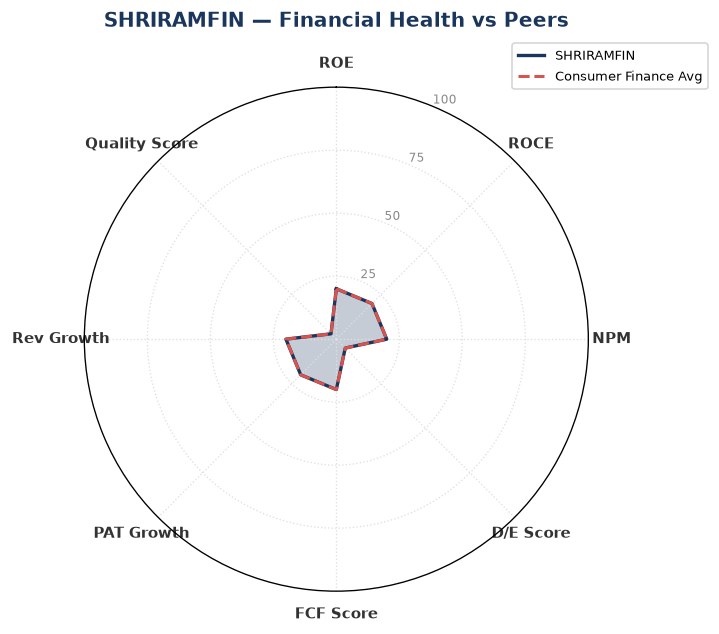 SHRIRAMFIN — Financial Health vs Peers
SHRIRAMFIN
Consumer Finance Avg
ROE
100
ROCE
Quality Score
75
50
25
Rev Growth
NPM
PAT Growth
D/E Score
FCF Score